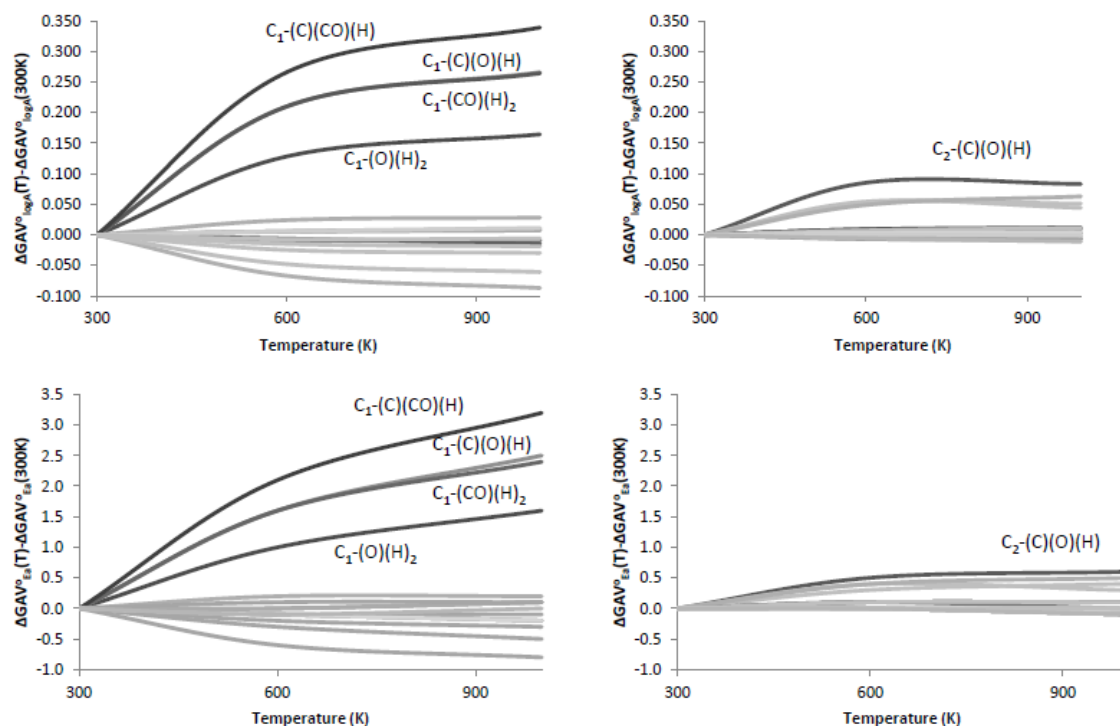 ΔGAV°logA(T)-ΔGAV°logA(300K)
0.350
0.300
0.250
0.200
0.150
0.100
0.050
0.000
-0.050
-0.100
C₁-(C)(CO)(H)
C₁-(C)(O)(H)
C₁-(CO)(H)₂
C₁-(O)(H)₂
300
600
900
Temperature (K)
ΔGAV°logA(T)-ΔGAV°logA(300K)
0.350
0.300
0.250
0.200
0.150
0.100
0.050
0.000
-0.050
-0.100
C₂-(C)(O)(H)
300
600
900
Temperature (K)
ΔGAV°Ea(T)-ΔGAV°Ea(300K)
3.5
3.0
2.5
2.0
1.5
1.0
0.5
0.0
-0.5
-1.0
C₁-(C)(CO)(H)
C₁-(C)(O)(H)
C₁-(CO)(H)₂
C₁-(O)(H)₂
300
600
900
Temperature (K)
ΔGAV°Ea(T)-ΔGAV°Ea(300K)
3.5
3.0
2.5
2.0
1.5
1.0
0.5
0.0
-0.5
-1.0
C₂-(C)(O)(H)
300
600
900
Temperature (K)